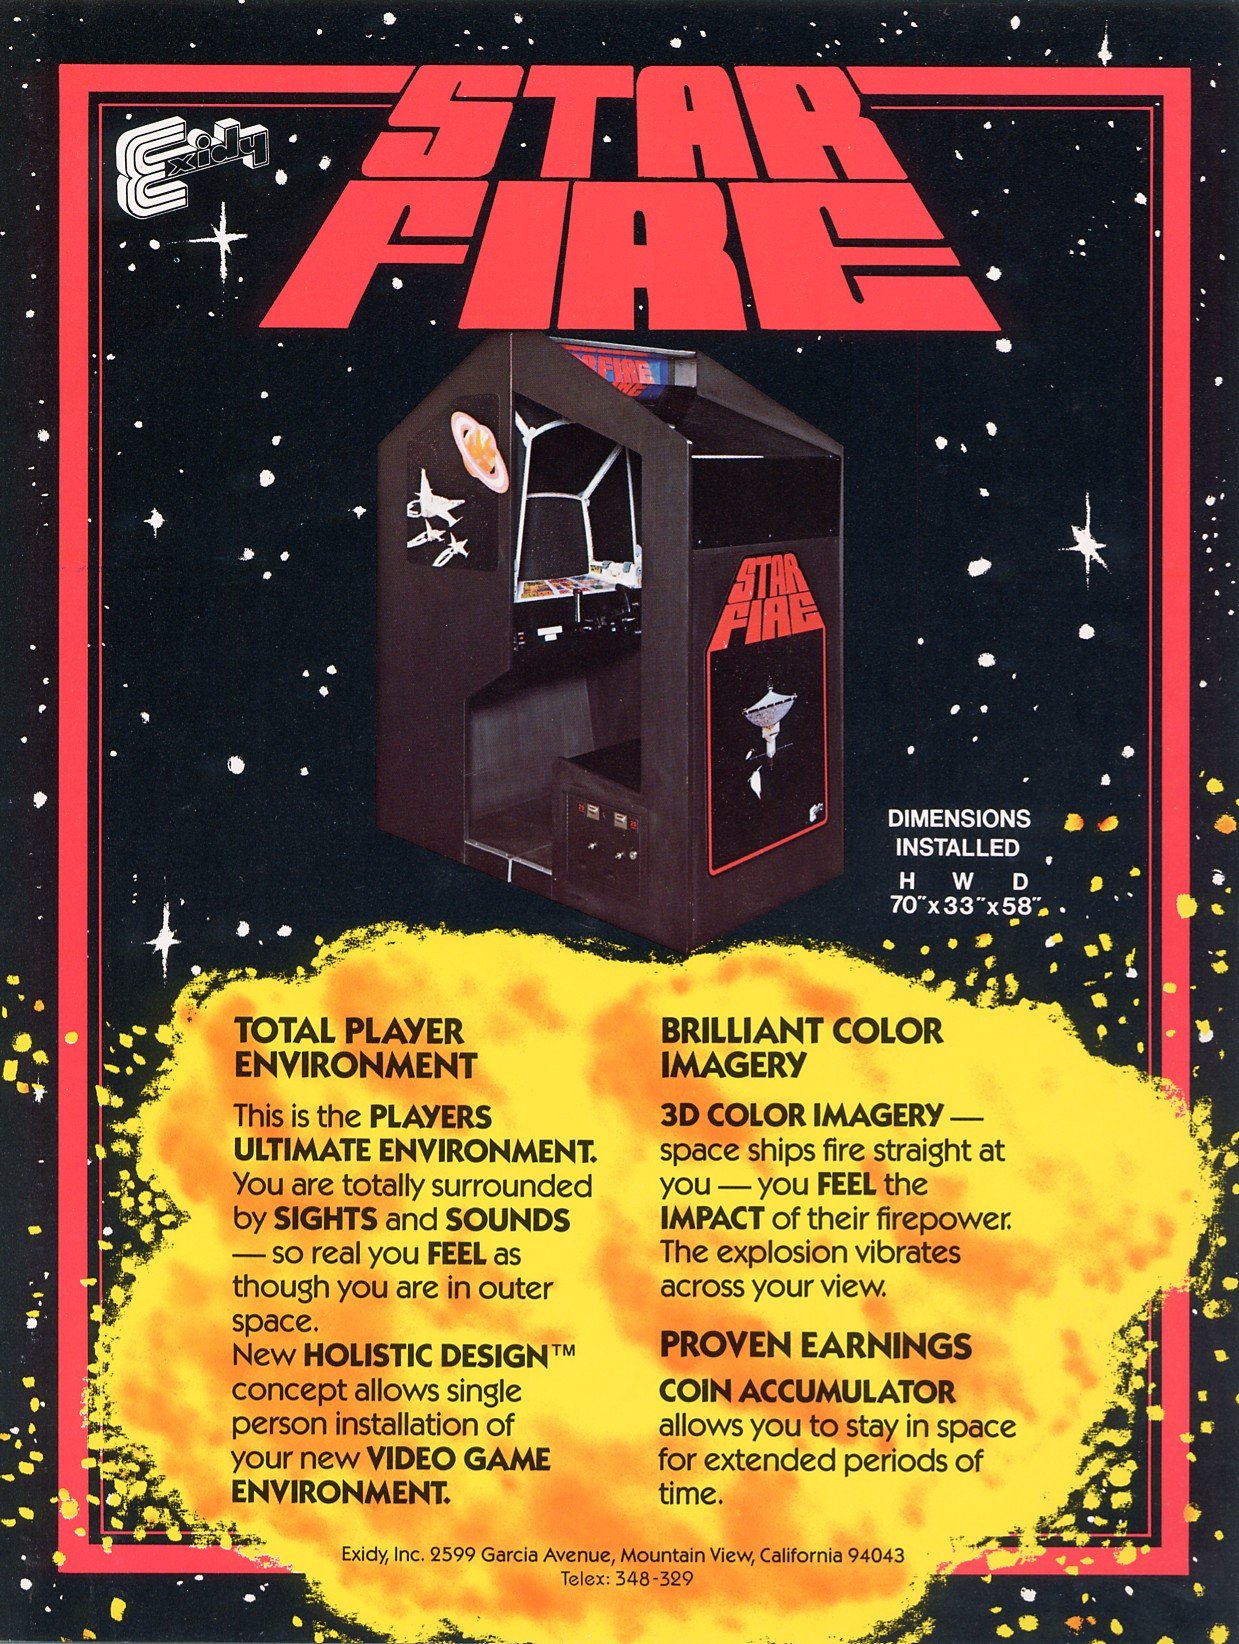 STAR
FIRE
Exidy
FIRE
STAR
FIRE
DIMENSIONS
INSTALLED
H W D
70" x 33" x 58"
TOTAL PLAYER
ENVIRONMENT
This is the PLAYERS
ULTIMATE ENVIRONMENT.
You are totally surrounded
by SIGHTS and SOUNDS
— so real you FEEL as
though you are in outer
space.
New HOLISTIC DESIGN™
concept allows single
person installation of
your new VIDEO GAME
ENVIRONMENT.
BRILLIANT COLOR
IMAGERY
3D COLOR IMAGERY —
space ships fire straight at
you — you FEEL the
IMPACT of their firepower.
The explosion vibrates
across your view.
PROVEN EARNINGS
COIN ACCUMULATOR
allows you to stay in space
for extended periods of
time.
Exidy, Inc. 2599 Garcia Avenue, Mountain View, California 94043
Telex: 348-329